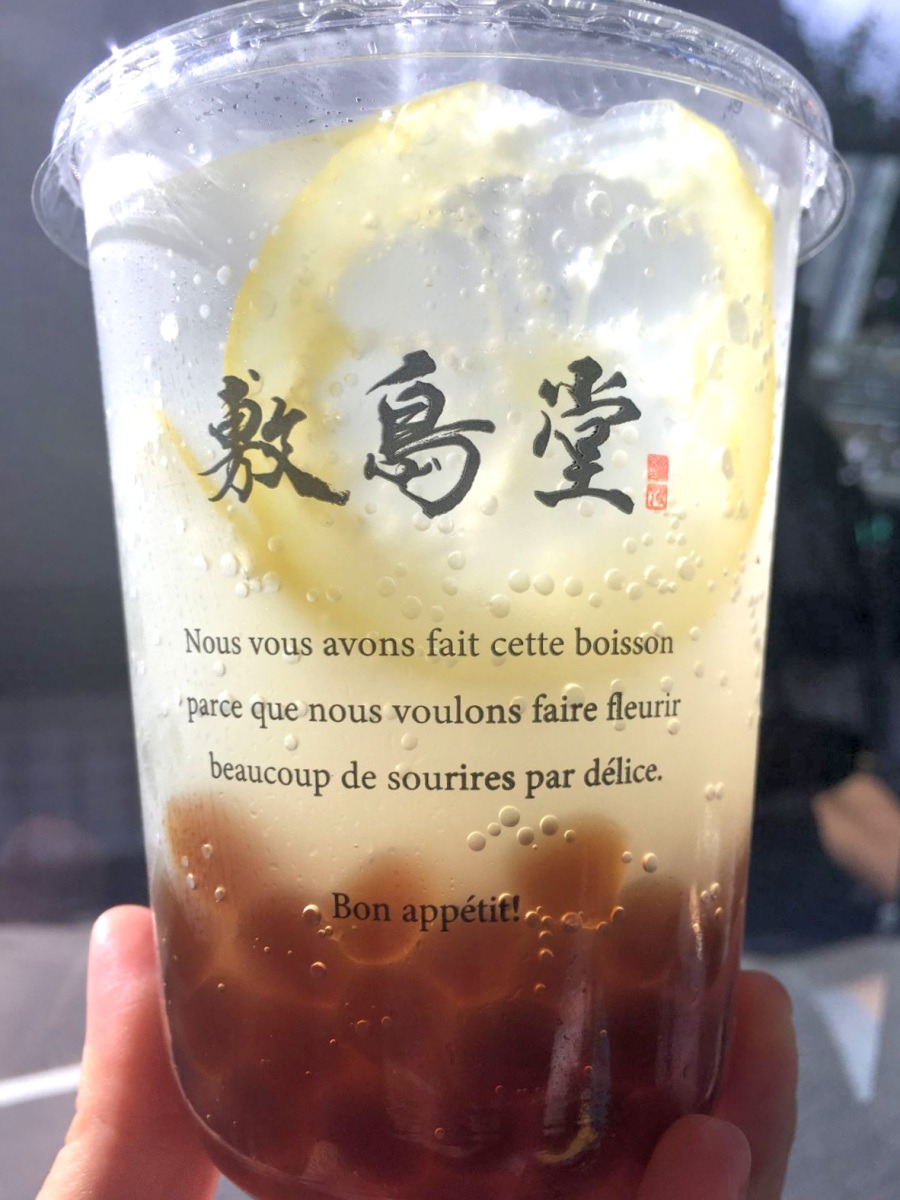 敷島堂
Nous vous avons fait cette boisson
parce que nous voulons faire fleurir
beaucoup de sourires par délice.
Bon appétit!